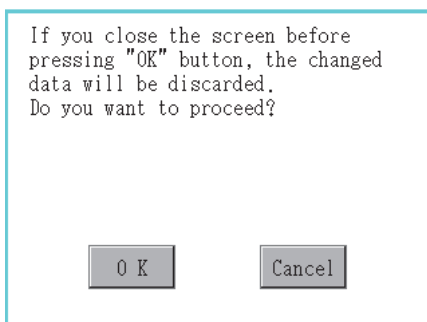 If you close the screen before
pressing "OK" button, the changed
data will be discarded.
Do you want to proceed?
O K
Cancel